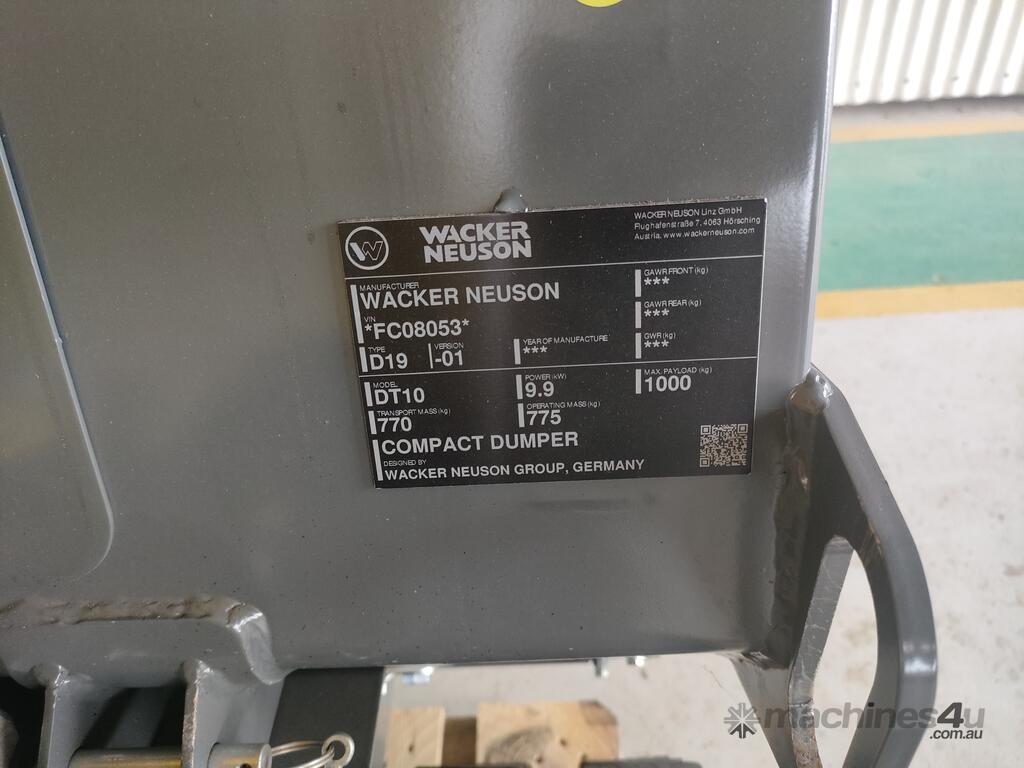 WACKER
NEUSON
WACKER NEUSON Linz GmbH
Flughafenstraße 7, 4063 Hörsching
Austria, www.wackerneuson.com
MANUFACTURER
WACKER NEUSON
VIN
*FC08053*
TYPE VERSION YEAR OF MANUFACTURE
D19 -01 ***
GAWR FRONT (kg)
***
GAWR REAR (kg)
***
GWR (kg)
***
MODEL POWER (kW) MAX. PAYLOAD (kg)
DT10 9.9 1000
TRANSPORT MASS (kg) OPERATING MASS (kg)
770 775
COMPACT DUMPER
DESIGNED BY
WACKER NEUSON GROUP, GERMANY
machines4u
.com.au